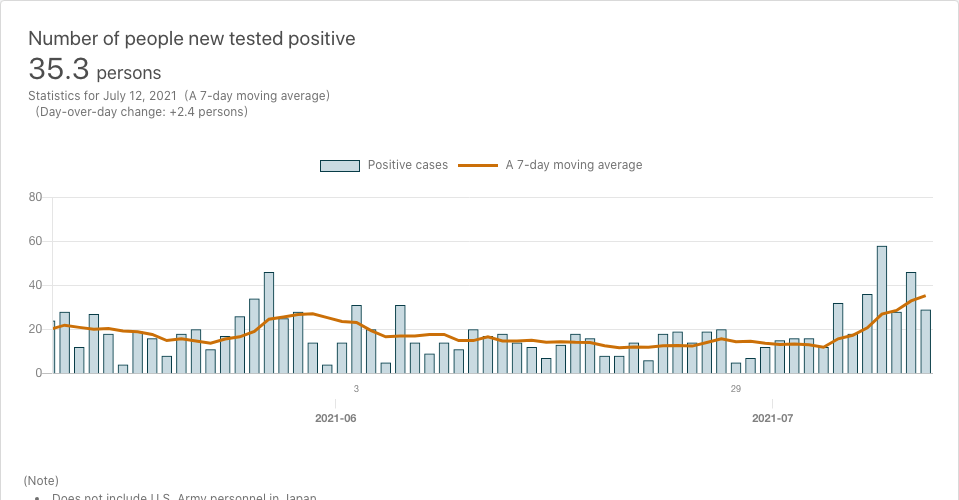 Number of people new tested positive
35.3 persons
Statistics for July 12, 2021 (A 7-day moving average)
(Day-over-day change: +2.4 persons)
Positive cases A 7-day moving average
80
60
40
20
0
3 29
2021-06 2021-07
(Note)
• Does not include U.S. Army personnel in Japan